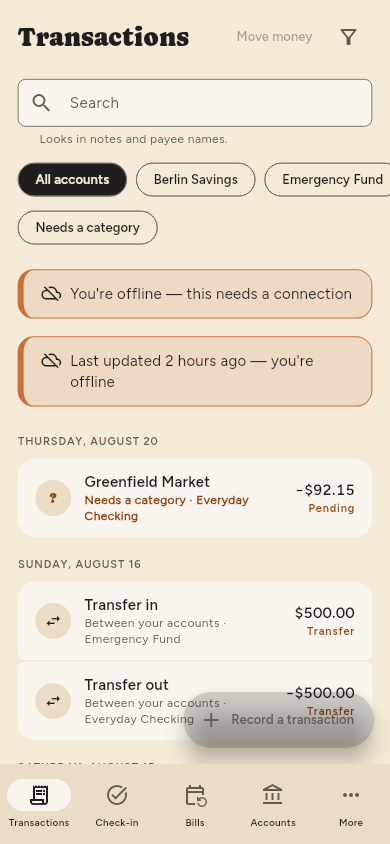 Transactions
Move money
Search
Looks in notes and payee names.
All accounts
Berlin Savings
Emergency Fund
Needs a category
You're offline — this needs a connection
Last updated 2 hours ago — you're
offline
THURSDAY, AUGUST 20
Greenfield Market
Needs a category · Everyday
Checking
−$92.15
Pending
SUNDAY, AUGUST 16
Transfer in
Between your accounts ·
Emergency Fund
$500.00
Transfer
Transfer out
Between your accounts ·
Everyday Checking
−$500.00
Transfer
Record a transaction
Transactions
Check-in
Bills
Accounts
More